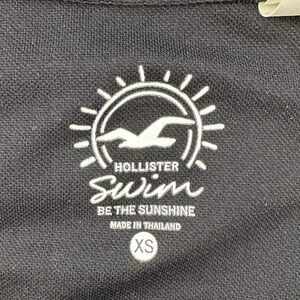 HOLLISTER
Swim
BE THE SUNSHINE
MADE IN THAILAND
XS